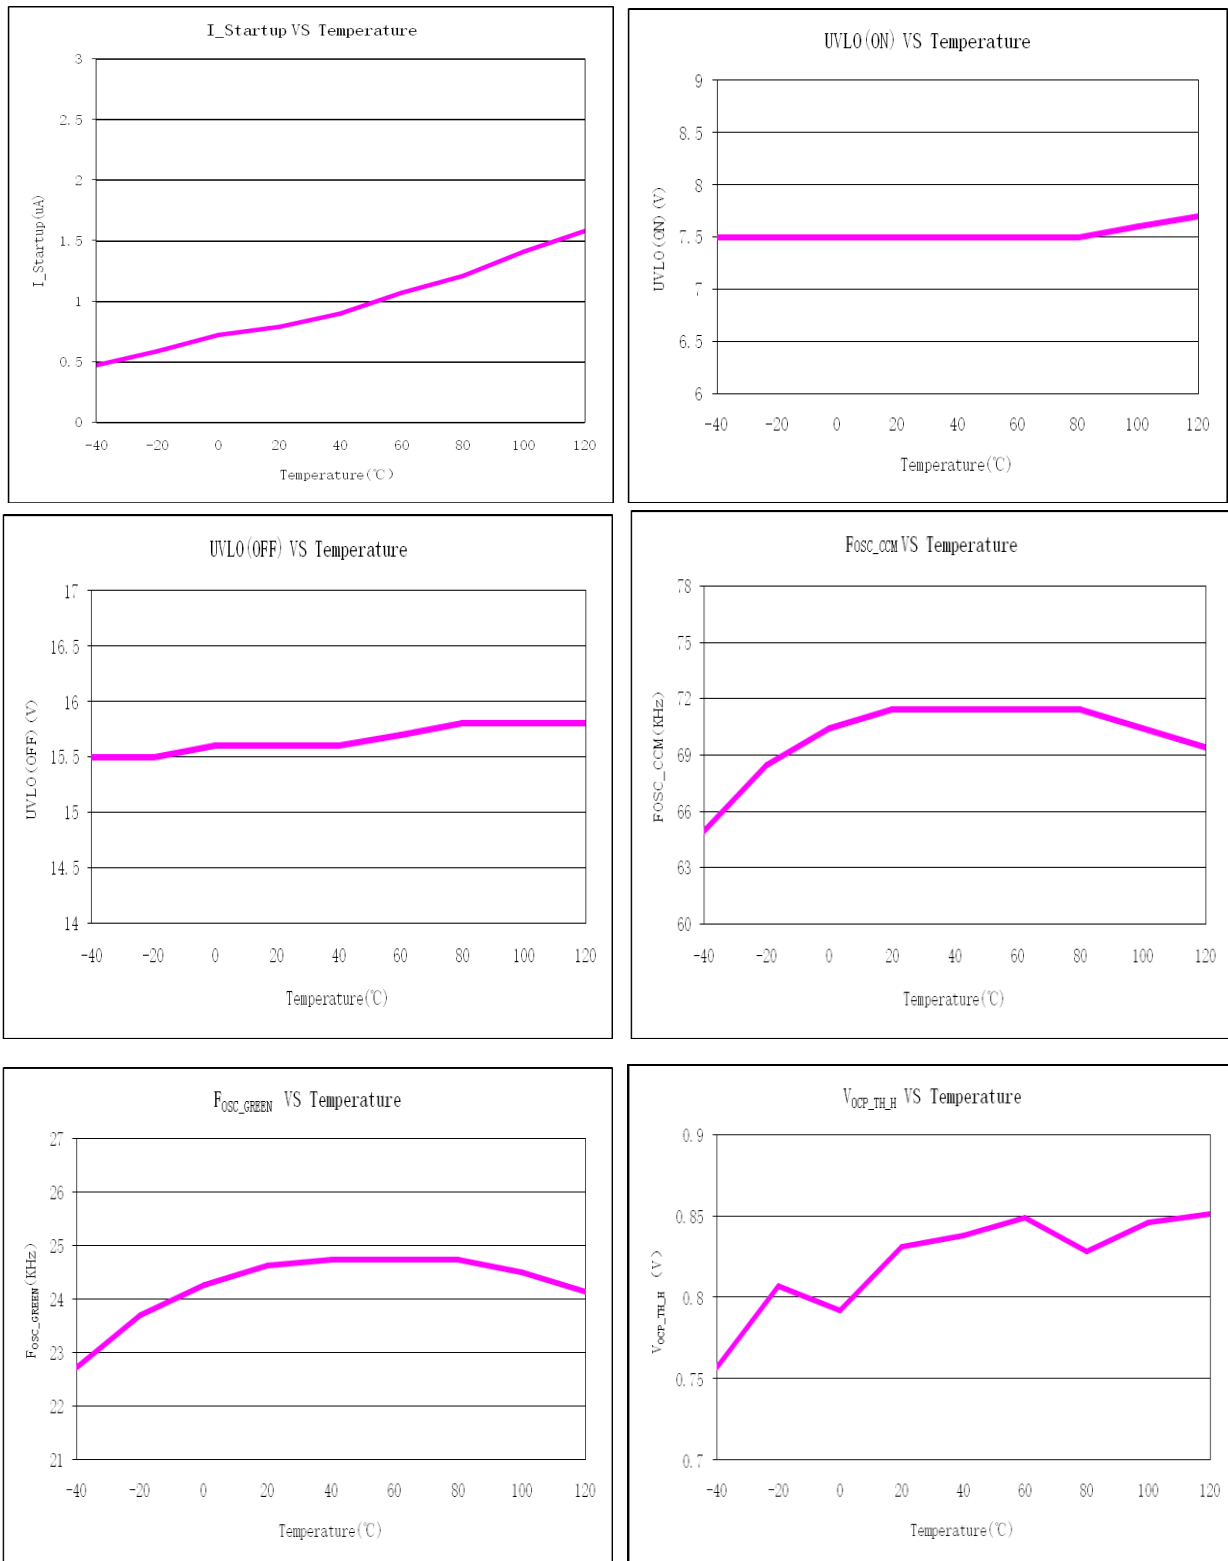 I_Startup VS Temperature
3
2.5
2
1.5
1
0.5
0
I_Startup(uA)
-40 -20 0 20 40 60 80 100 120
Temperature(℃)
UVLO(ON) VS Temperature
9
8.5
8
7.5
7
6.5
6
UVLO(ON)(V)
-40 -20 0 20 40 60 80 100 120
Temperature(℃)
UVLO(OFF) VS Temperature
17
16.5
16
15.5
15
14.5
14
UVLO(OFF)(V)
-40 -20 0 20 40 60 80 100 120
Temperature(℃)
FOSC_CCM VS Temperature
78
75
72
69
66
63
60
FOSC_CCM(KHz)
-40 -20 0 20 40 60 80 100 120
Temperature(℃)
FOSC_GREEN VS Temperature
27
26
25
24
23
22
21
FOSC_GREEN(KHz)
-40 -20 0 20 40 60 80 100 120
Temperature(℃)
VOCP_TH_H VS Temperature
0.9
0.85
0.8
0.75
0.7
VOCP_TH_H (V)
-40 -20 0 20 40 60 80 100 120
Temperature(℃)